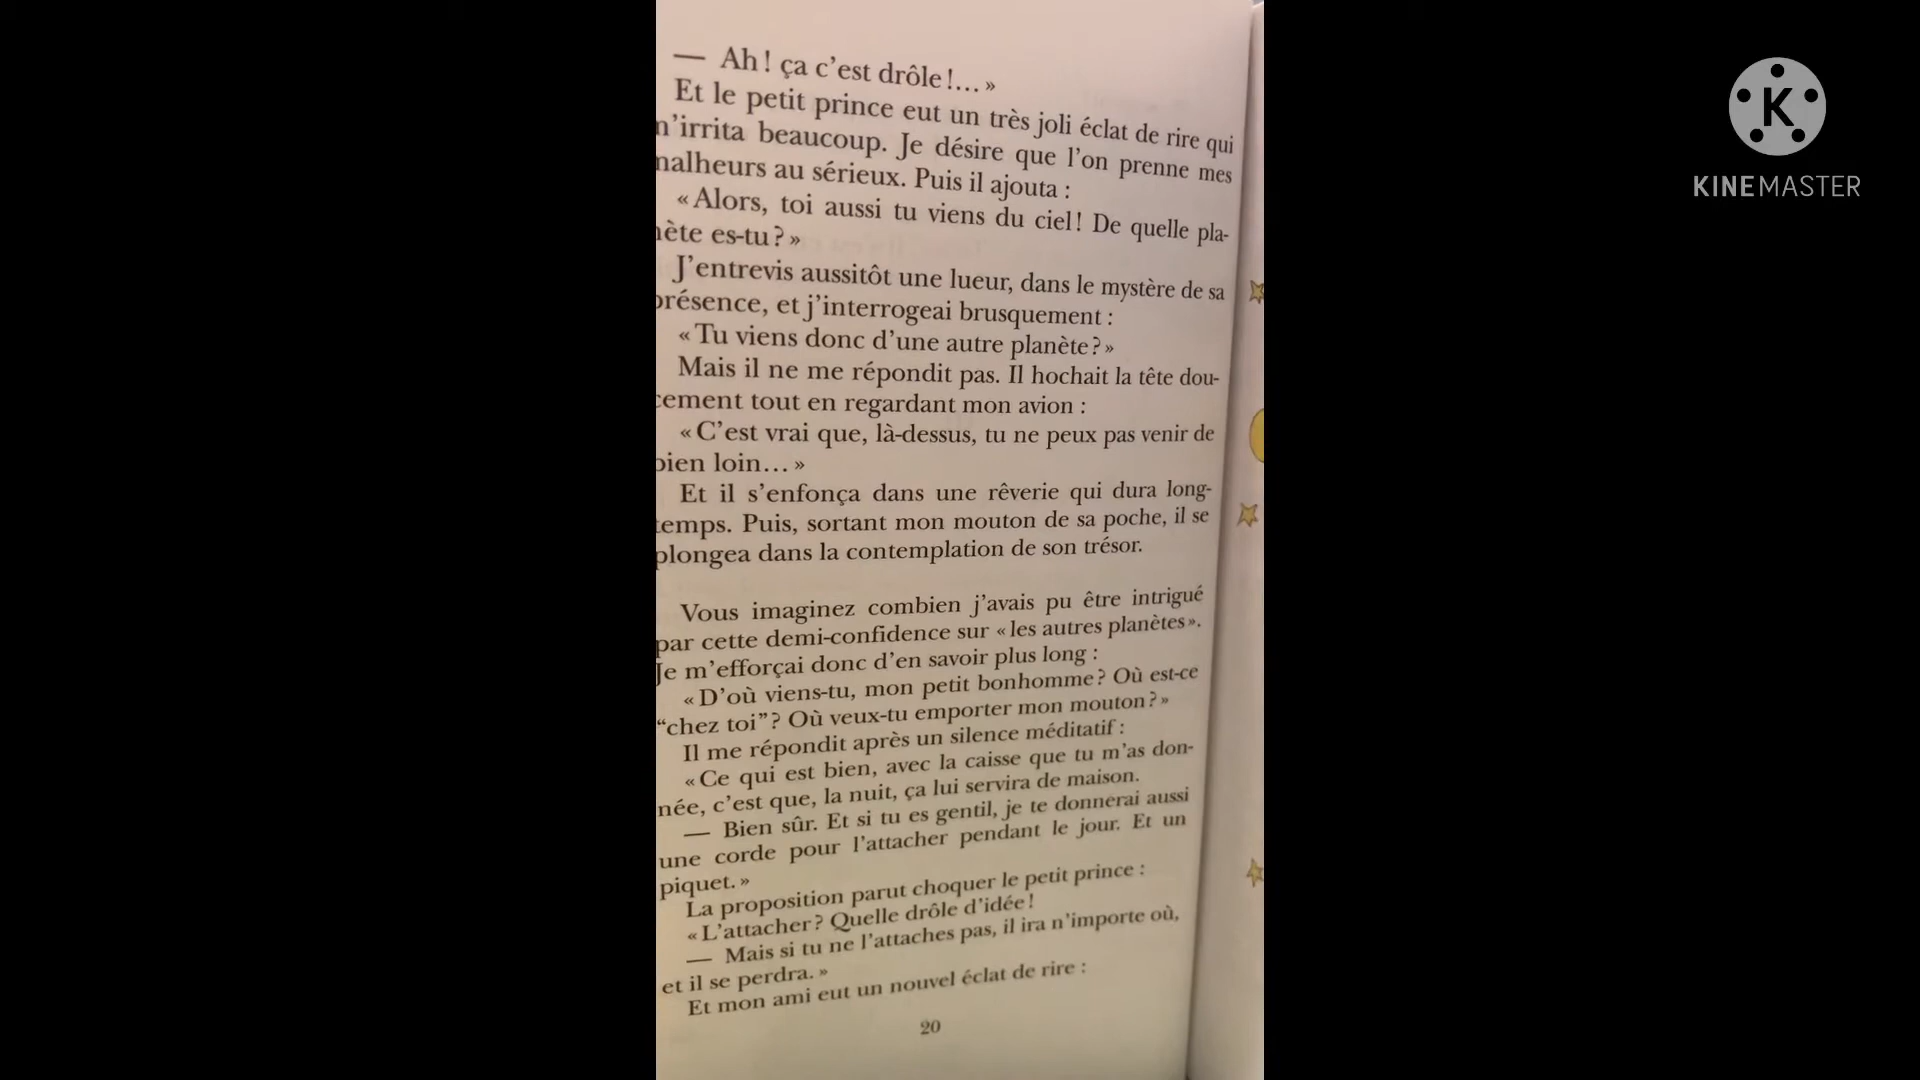 — Ah ! ça c’est drôle !… »
Et le petit prince eut un très joli éclat de rire qui
m’irrita beaucoup. Je désire que l’on prenne mes
malheurs au sérieux. Puis il ajouta :
« Alors, toi aussi tu viens du ciel ! De quelle pla-
nète es-tu ? »
J’entrevis aussitôt une lueur, dans le mystère de sa
présence, et j’interrogeai brusquement :
« Tu viens donc d’une autre planète ? »
Mais il ne me répondit pas. Il hochait la tête dou-
cement tout en regardant mon avion :
« C’est vrai que, là-dessus, tu ne peux pas venir de
bien loin… »
Et il s’enfonça dans une rêverie qui dura long-
temps. Puis, sortant mon mouton de sa poche, il se
plongea dans la contemplation de son trésor.
Vous imaginez combien j’avais pu être intrigué
par cette demi-confidence sur « les autres planètes ».
Je m’efforçai donc d’en savoir plus long :
« D’où viens-tu, mon petit bonhomme ? Où est-ce
“chez toi” ? Où veux-tu emporter mon mouton ? »
Il me répondit après un silence méditatif :
« Ce qui est bien, avec la caisse que tu m’as don-
née, c’est que, la nuit, ça lui servira de maison.
— Bien sûr. Et si tu es gentil, je te donnerai aussi
une corde pour l’attacher pendant le jour. Et un
piquet. »
La proposition parut choquer le petit prince :
« L’attacher ? Quelle drôle d’idée !
— Mais si tu ne l’attaches pas, il ira n’importe où,
et il se perdra. »
Et mon ami eut un nouvel éclat de rire :
20
K
KINEMASTER